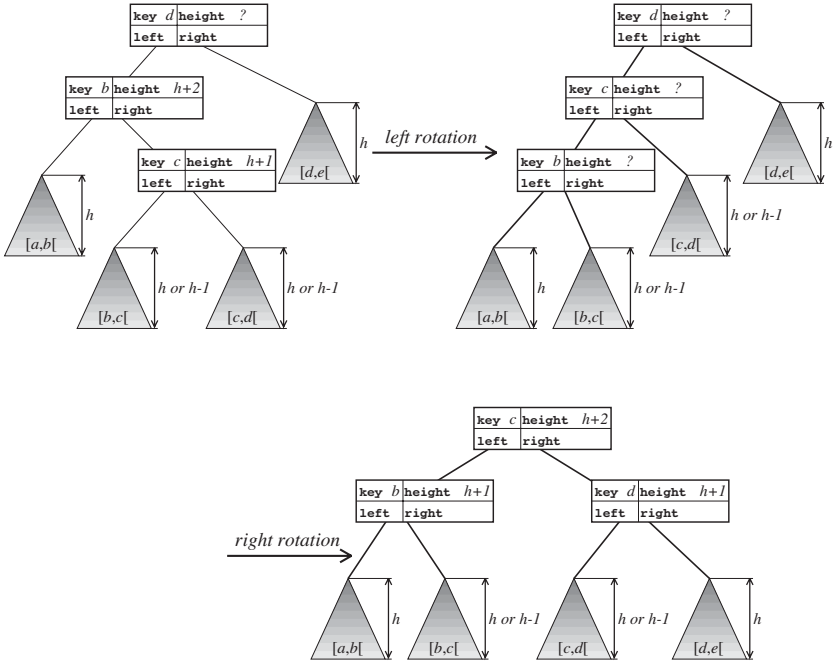 key d height ?
left right
key b height h+2
left right
key c height h+1
left right
[d,e[
h
[a,b[
h
[b,c[
h or h-1
[c,d[
h or h-1
left rotation
key d height ?
left right
key c height ?
left right
key b height ?
left right
[d,e[
h
[c,d[
h or h-1
[a,b[
h
[b,c[
h or h-1
right rotation
key c height h+2
left right
key b height h+1
left right
key d height h+1
left right
[a,b[
h
[b,c[
h or h-1
[c,d[
h or h-1
[d,e[
h